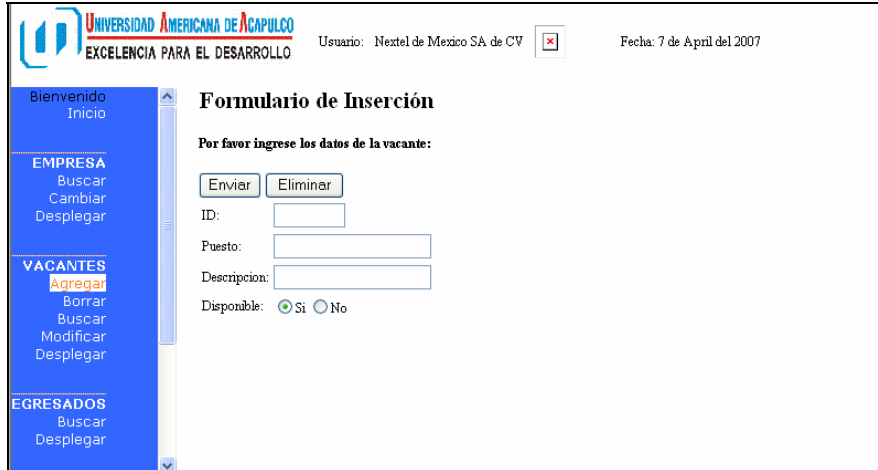 UNIVERSIDAD AMERICANA DE ACAPULCO
EXCELENCIA PARA EL DESARROLLO
Usuario: Nextel de Mexico SA de CV
Fecha: 7 de April del 2007
Bienvenido
Inicio
EMPRESA
Buscar
Cambiar
Desplegar
VACANTES
Agregar
Borrar
Buscar
Modificar
Desplegar
EGRESADOS
Buscar
Desplegar
Formulario de Inserción
Por favor ingrese los datos de la vacante:
Enviar Eliminar
ID:
Puesto:
Descripcion:
Disponible: Si No